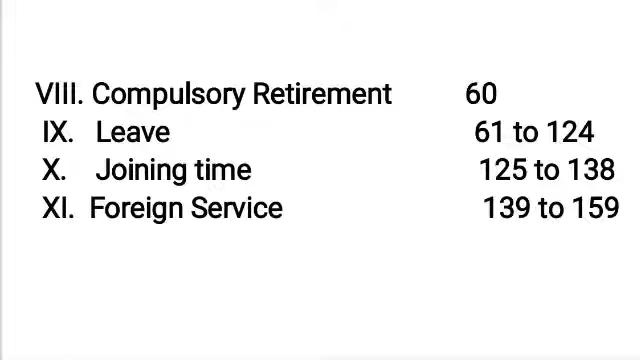 VIII. Compulsory Retirement 60
IX. Leave 61 to 124
X. Joining time 125 to 138
XI. Foreign Service 139 to 159